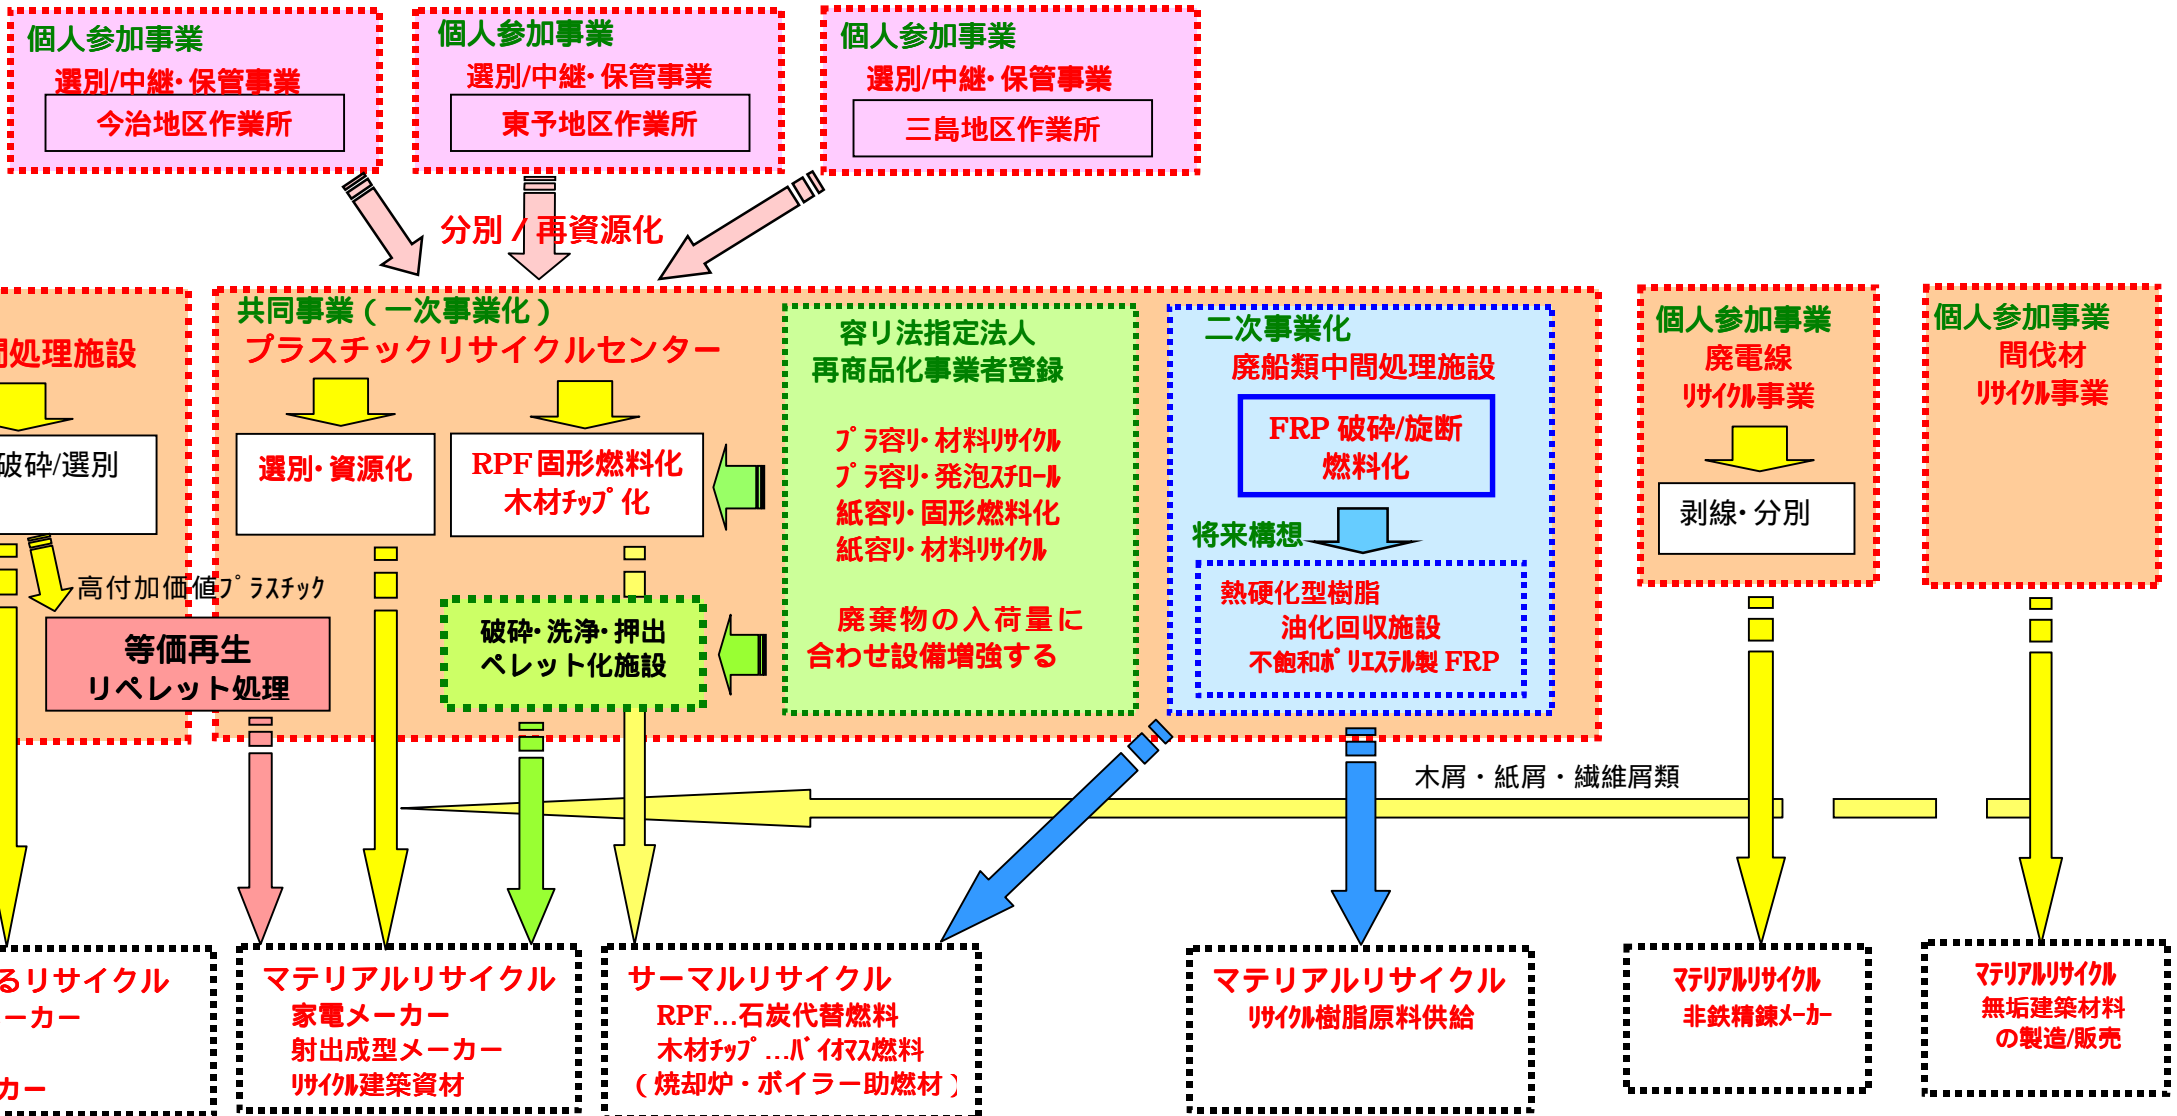 個人参加事業
選別/中継・保管事業
今治地区作業所
個人参加事業
選別/中継・保管事業
東予地区作業所
個人参加事業
選別/中継・保管事業
三島地区作業所
分別 / 再資源化
処理施設
破砕/選別
高付加価値プラスチック
等価再生
リペレット処理
共同事業(一次事業化)
プラスチックリサイクルセンター
選別・資源化
RPF固形燃料化
木材チップ化
破砕・洗浄・押出
ペレット化施設
容リ法指定法人
再商品化事業者登録
プラ容リ・材料リサイクル
プラ容リ・発泡スチロール
紙容リ・固形燃料化
紙容リ・材料リサイクル
廃棄物の入荷量に
合わせ設備増強する
二次事業化
廃船類中間処理施設
FRP 破砕/旋断
燃料化
将来構想
熱硬化型樹脂
油化回収施設
不飽和ポリエステル製 FRP
個人参加事業
廃電線
リサイクル事業
剥線・分別
個人参加事業
間伐材
リサイクル事業
木屑・紙屑・繊維屑類
るリサイクル
ーカー
カー
マテリアルリサイクル
家電メーカー
射出成型メーカー
リサイクル建築資材
サーマルリサイクル
RPF…石炭代替燃料
木材チップ…バイオマス燃料
(焼却炉・ボイラー助燃材)
マテリアルリサイクル
リサイクル樹脂原料供給
マテリアルリサイクル
非鉄精錬メーカー
マテリアルリサイクル
無垢建築材料
の製造/販売